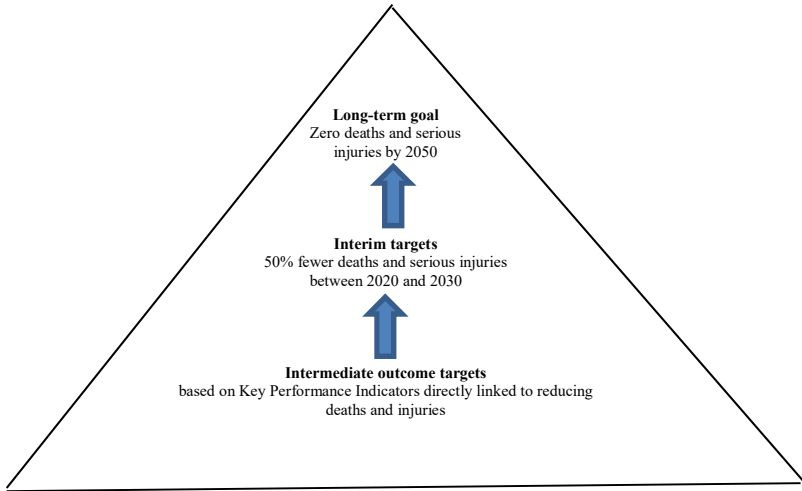 Long-term goal
Zero deaths and serious
injuries by 2050
Interim targets
50% fewer deaths and serious injuries
between 2020 and 2030
Intermediate outcome targets
based on Key Performance Indicators directly linked to reducing
deaths and injuries